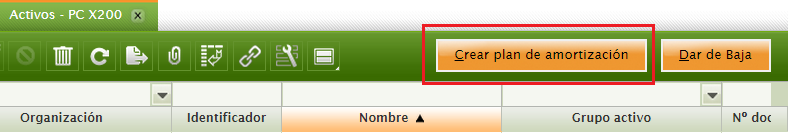 Activos - PC X200
Crear plan de amortización
Dar de Baja
Organización
Identificador
Nombre
Grupo activo
Nº doc